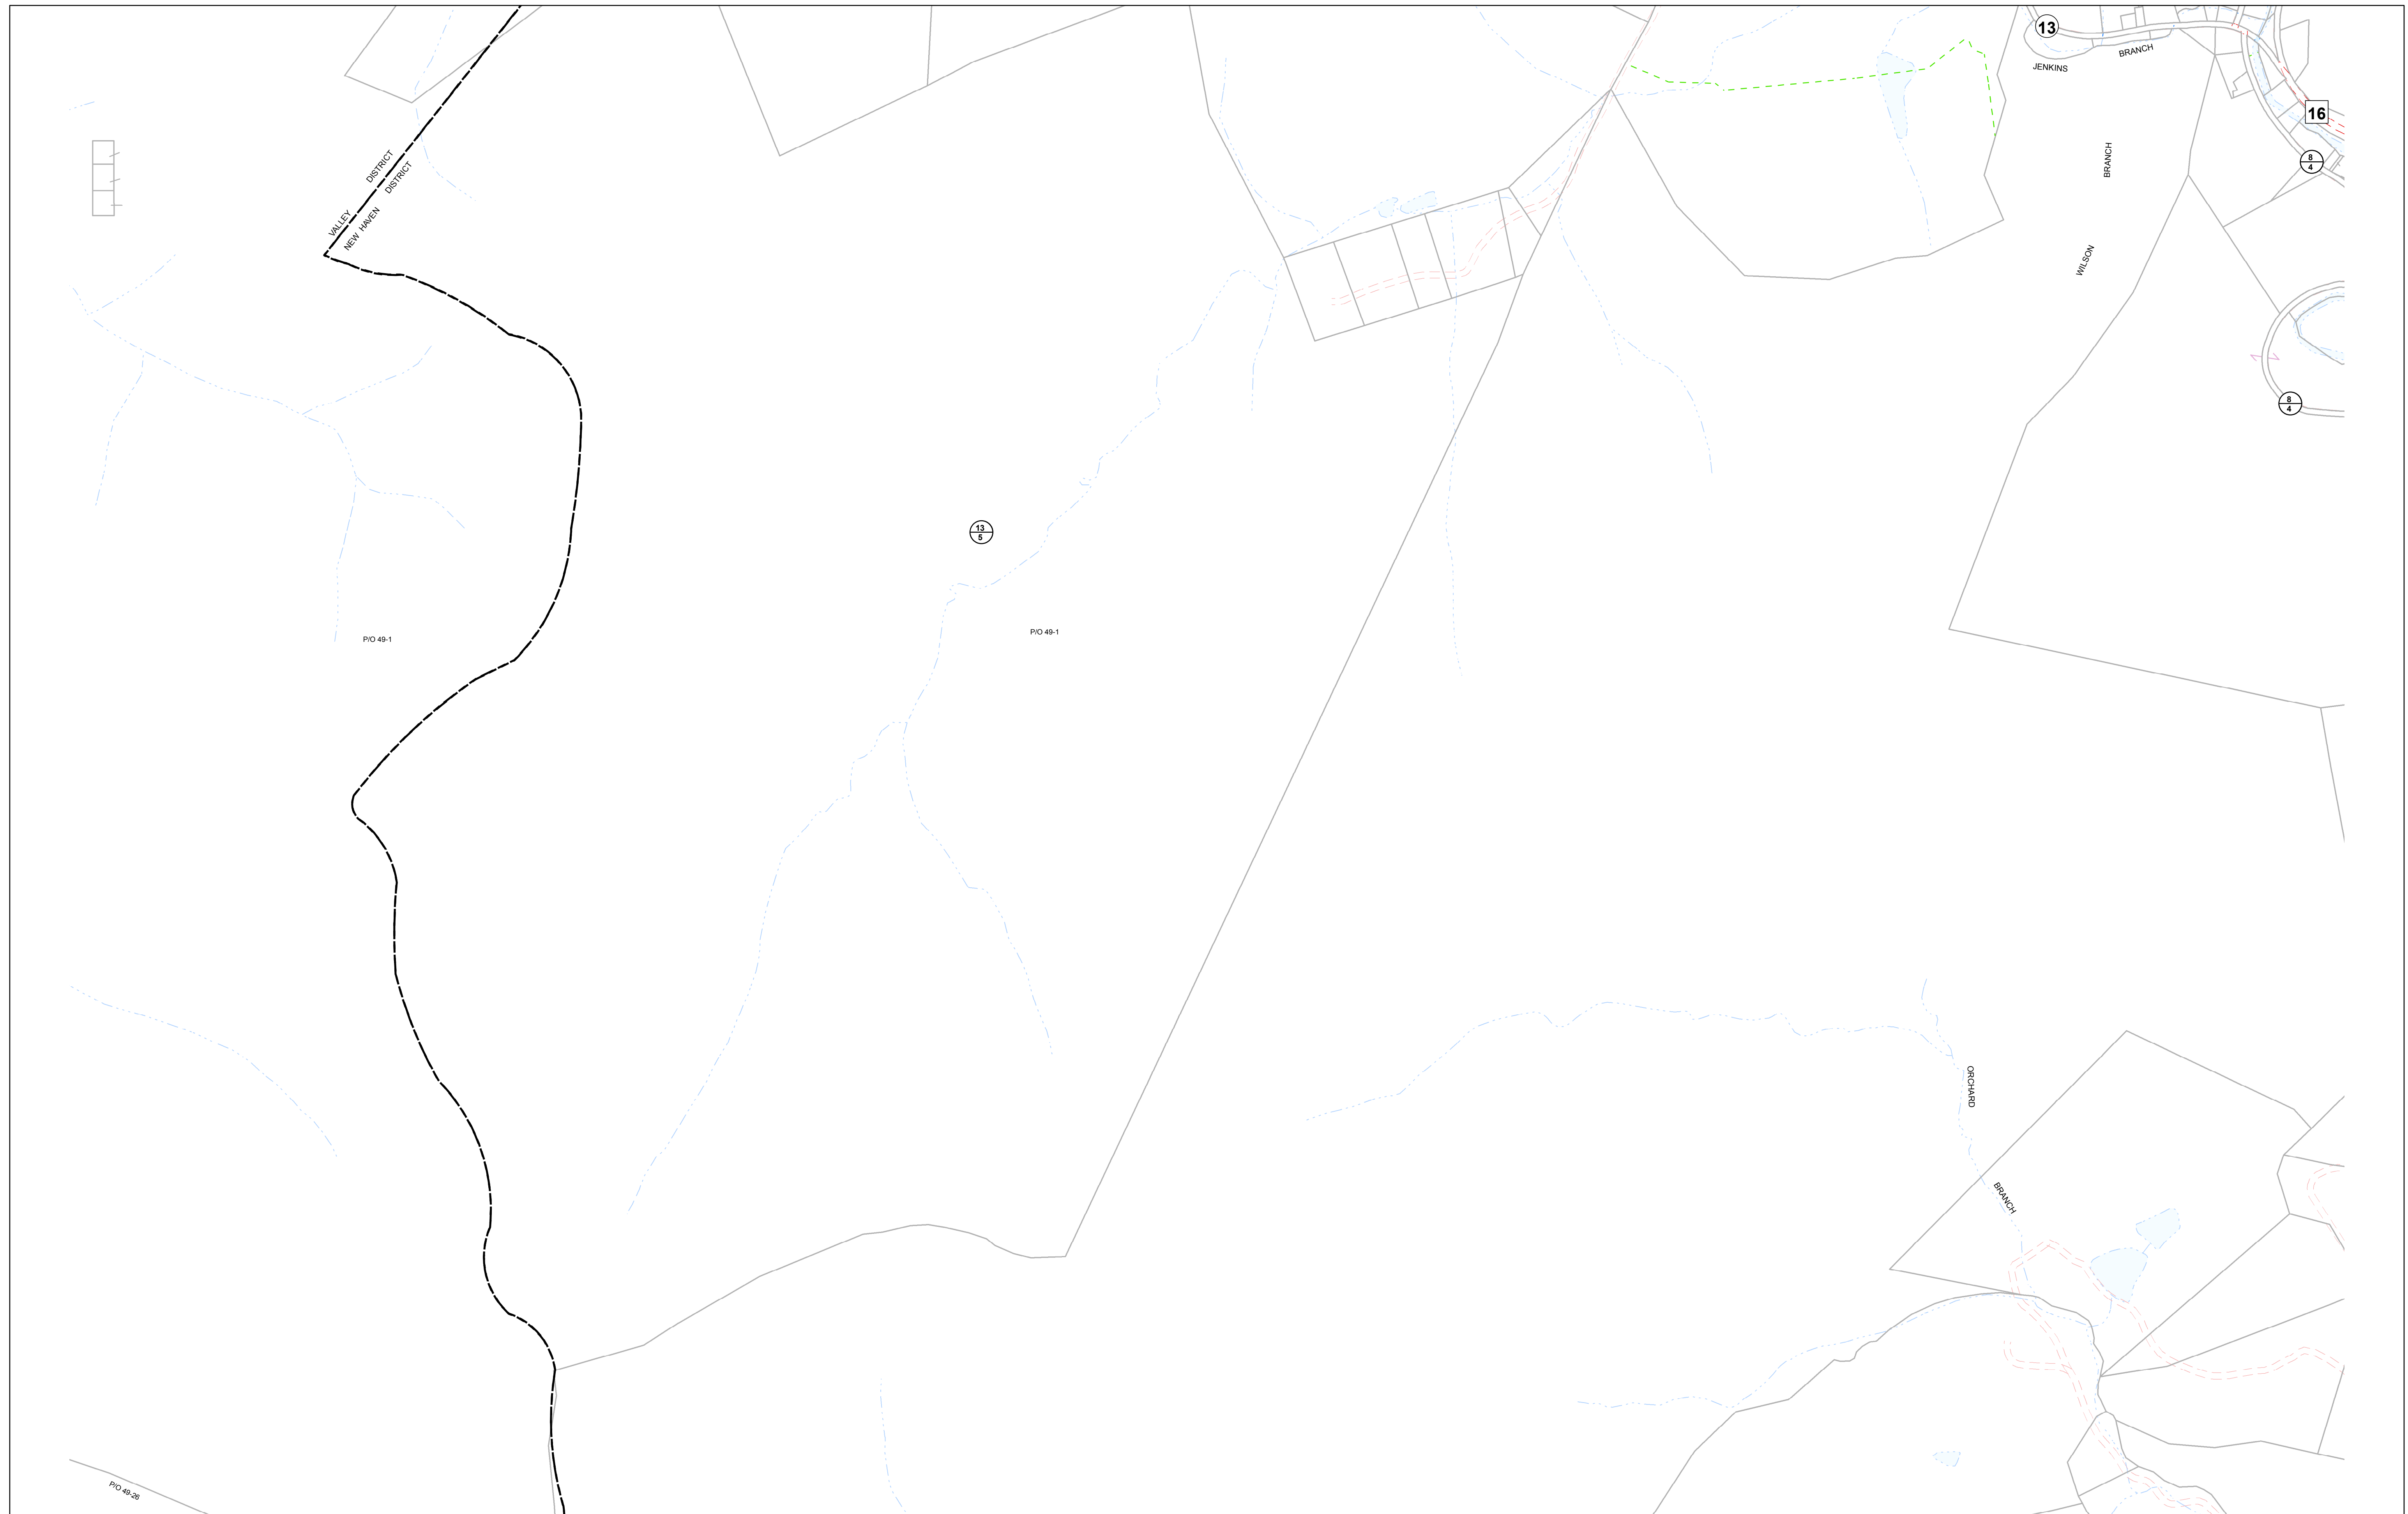 13
BRANCH
JENKINS
16
BRANCH
8
4
DISTRICT
DISTRICT
VALLEY
NEW HAVEN
WILSON
8
4
13
5
P/O 49-1
P/O 49-1
ORCHARD
BRANCH
P/O 49-26